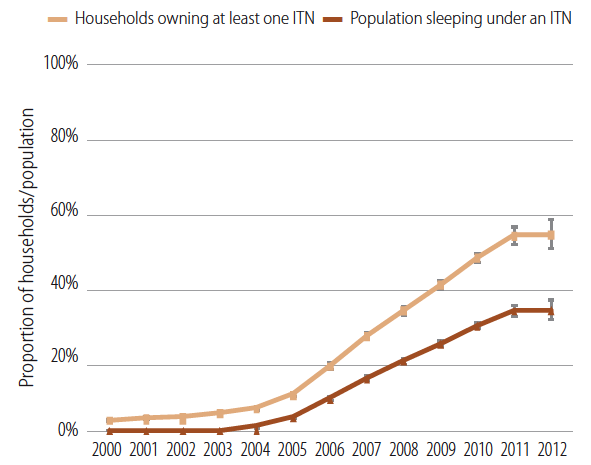 Households owning at least one ITN Population sleeping under an ITN
Proportion of households/population
100%
80%
60%
40%
20%
0%
2000 2001 2002 2003 2004 2005 2006 2007 2008 2009 2010 2011 2012